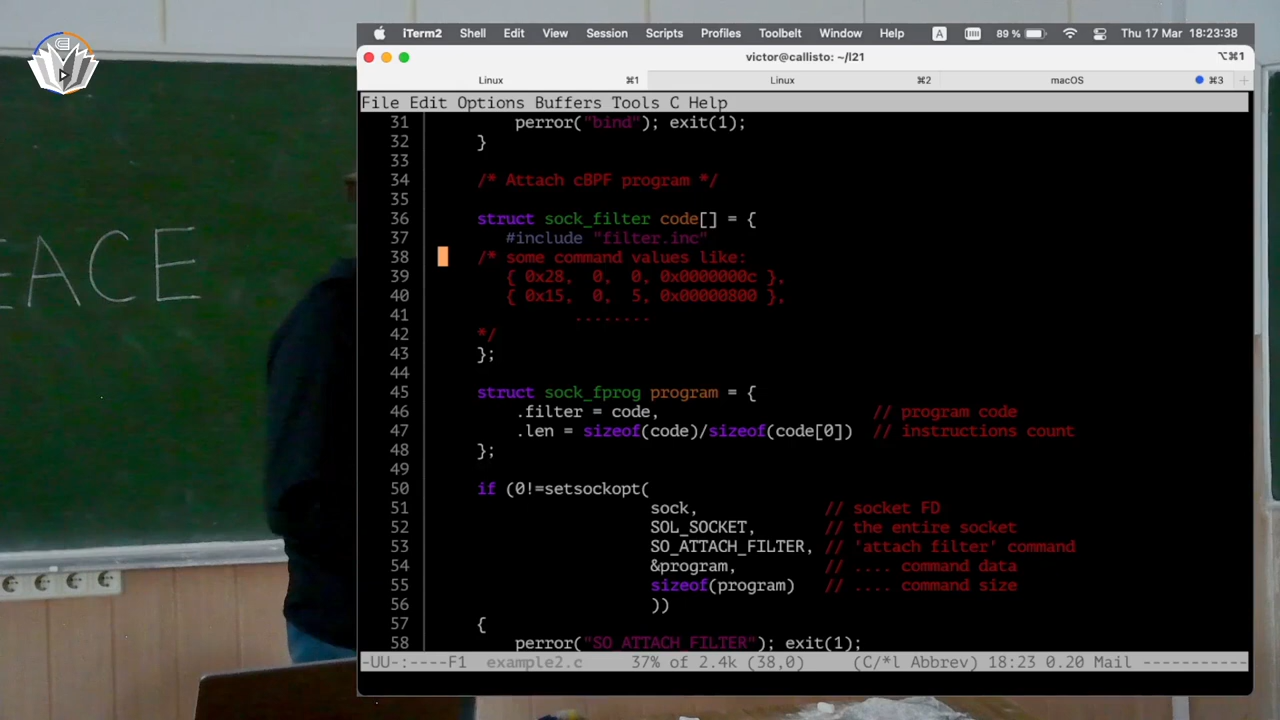 EACE
iTerm2 Shell Edit View Session Scripts Profiles Toolbelt Window Help A 89 % Thu 17 Mar 18:23:38
victor@callisto: ~/l21 ⌥⌘1
Linux ⌘1 Linux ⌘2 macOS ⌘3
File Edit Options Buffers Tools C Help
31 perror("bind"); exit(1);
32 }
33
34 /* Attach cBPF program */
35
36 struct sock_filter code[] = {
37 #include "filter.inc"
38 /* some command values like:
39 { 0x28, 0, 0, 0x0000000c },
40 { 0x15, 0, 5, 0x00000800 },
41 ........
42 */
43 };
44
45 struct sock_fprog program = {
46 .filter = code, // program code
47 .len = sizeof(code)/sizeof(code[0]) // instructions count
48 };
49
50 if (0!=setsockopt(
51 sock, // socket FD
52 SOL_SOCKET, // the entire socket
53 SO_ATTACH_FILTER, // 'attach filter' command
54 &program, // .... command data
55 sizeof(program) // .... command size
56 ))
57 {
58 perror("SO_ATTACH_FILTER"); exit(1);
-UU-:----F1 example2.c 37% of 2.4k (38,0) (C/*l Abbrev) 18:23 0.20 Mail -----------